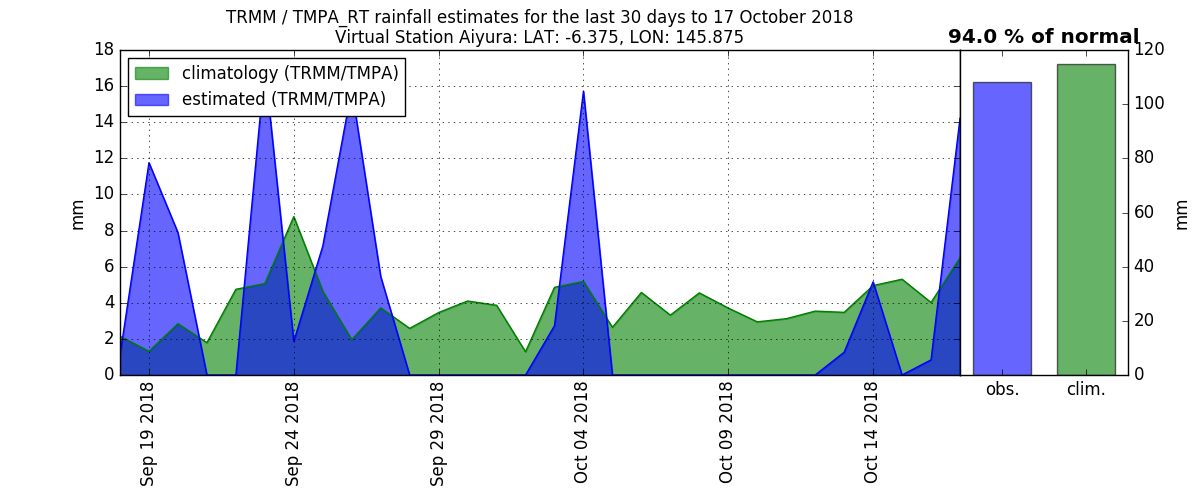 TRMM / TMPA_RT rainfall estimates for the last 30 days to 17 October 2018
Virtual Station Aiyura: LAT: -6.375, LON: 145.875
94.0 % of normal
climatology (TRMM/TMPA)
estimated (TRMM/TMPA)
mm
18
16
14
12
10
8
6
4
2
0
Sep 19 2018
Sep 24 2018
Sep 29 2018
Oct 04 2018
Oct 09 2018
Oct 14 2018
120
100
80
60
40
20
0
mm
obs.
clim.